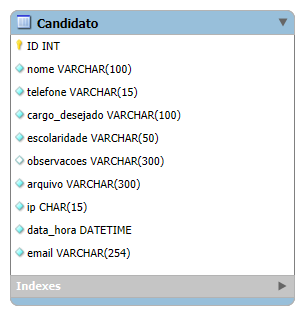 Candidato
ID INT
nome VARCHAR(100)
telefone VARCHAR(15)
cargo_desejado VARCHAR(100)
escolaridade VARCHAR(50)
observacoes VARCHAR(300)
arquivo VARCHAR(300)
ip CHAR(15)
data_hora DATETIME
email VARCHAR(254)
Indexes